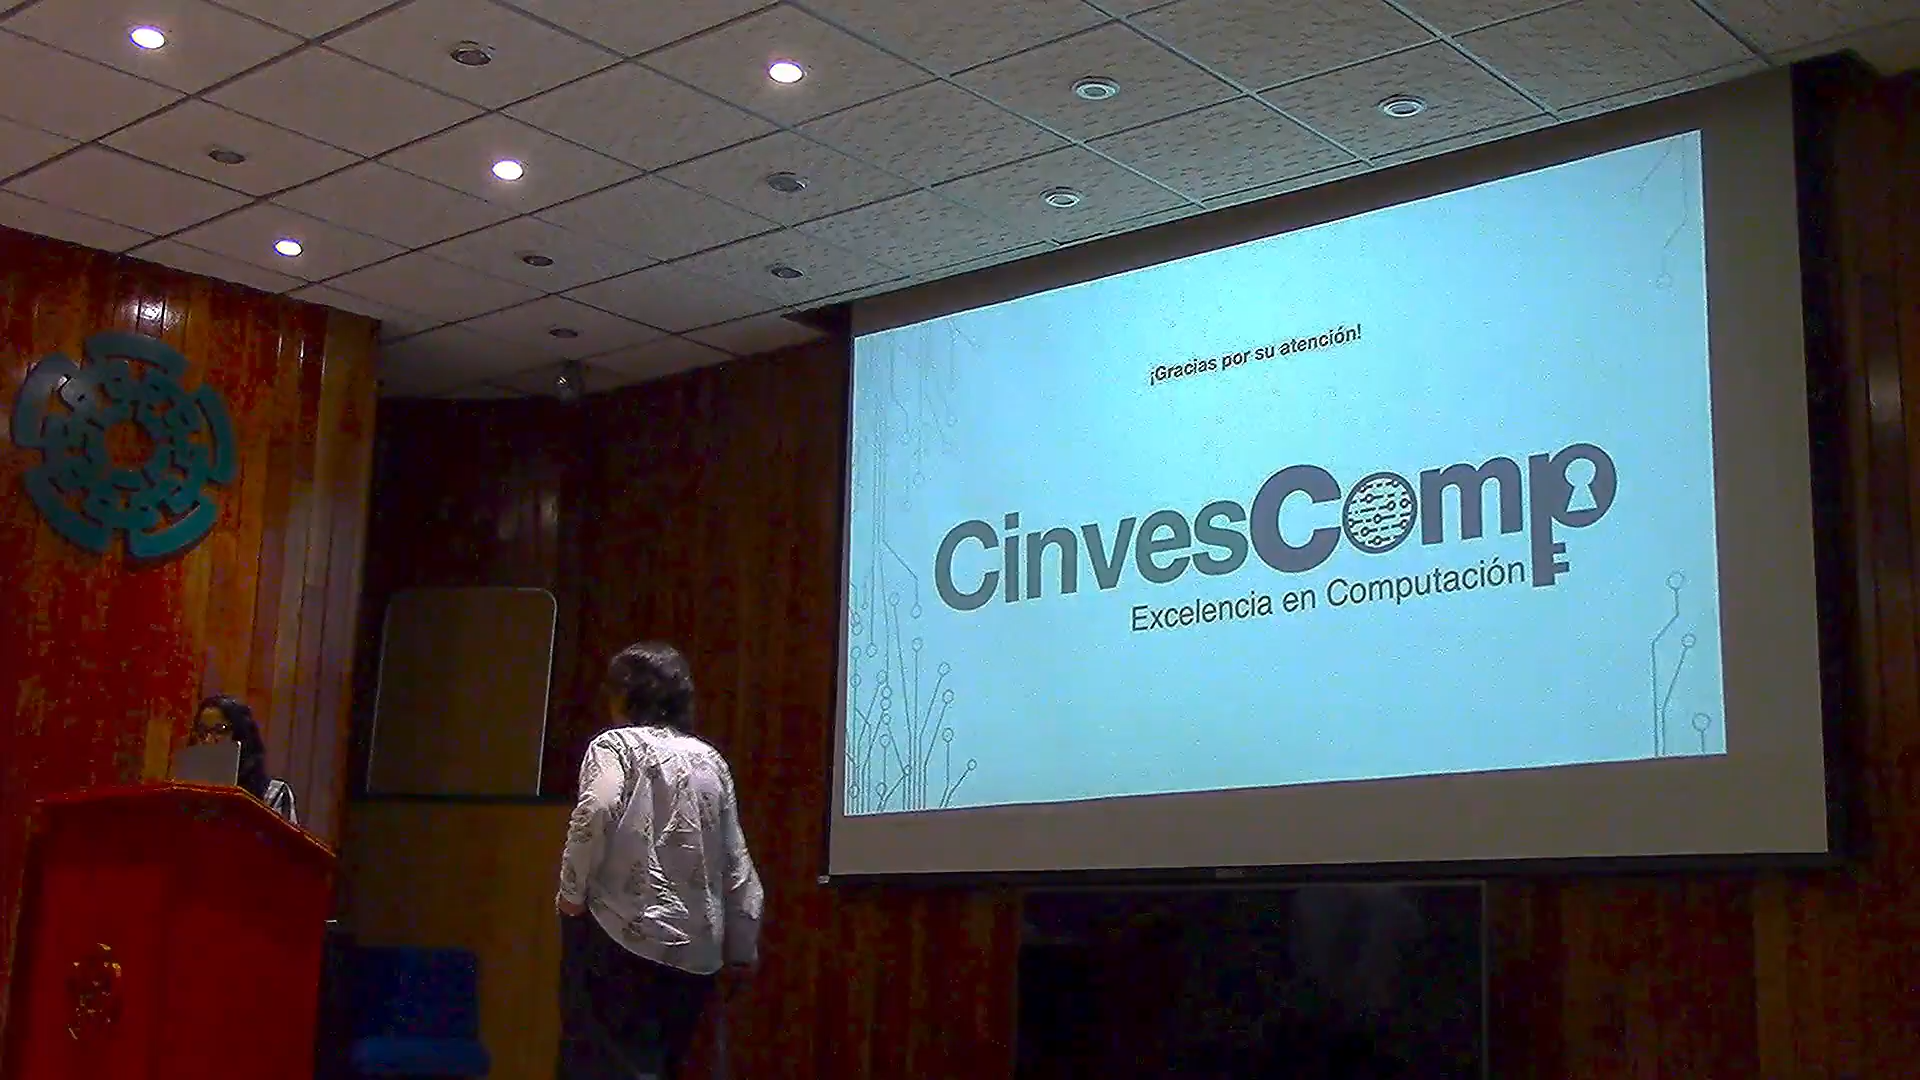 ¡Gracias por su atención!
CinvesComp
Excelencia en Computación